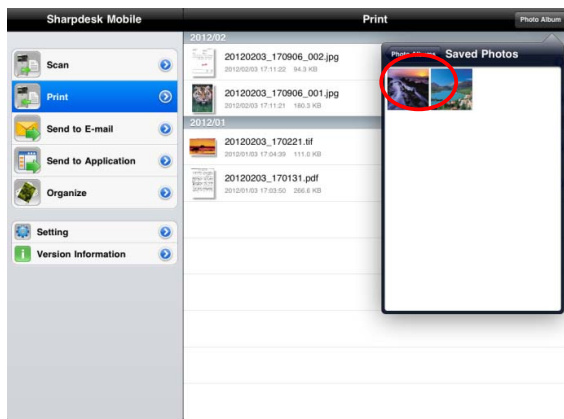 Sharpdesk Mobile
Print
Photo Album
Scan
Print
Send to E-mail
Send to Application
Organize
Setting
Version Information
2012/02
20120203_170906_002.jpg
2012/02/03 17:11:22 94.3 KB
20120203_170906_001.jpg
2012/02/03 17:11:21 160.3 KB
2012/01
20120203_170221.tif
2012/01/03 17:04:39 111.0 KB
20120203_170131.pdf
2012/01/03 17:03:50 266.6 KB
Photo Albums
Saved Photos